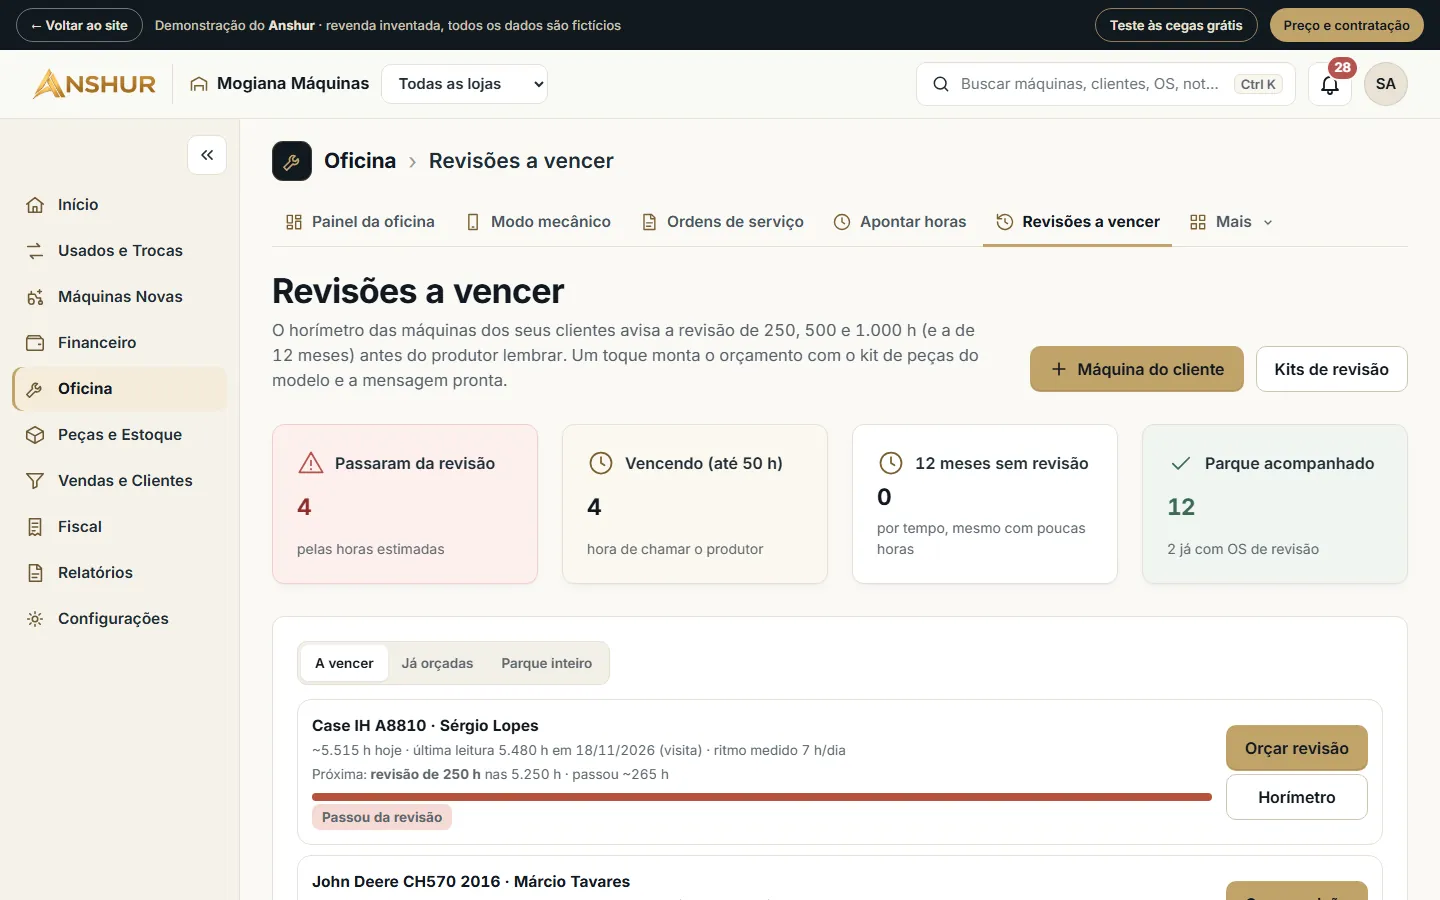 ← Voltar ao site
Demonstração do Anshur · revenda inventada, todos os dados são fictícios
Teste às cegas grátis
Preço e contratação
ANSHUR
Mogiana Máquinas
Todas as lojas
Buscar máquinas, clientes, OS, not...
Ctrl K
28
SA
Início
Usados e Trocas
Máquinas Novas
Financeiro
Oficina
Peças e Estoque
Vendas e Clientes
Fiscal
Relatórios
Configurações
Oficina › Revisões a vencer
Painel da oficina
Modo mecânico
Ordens de serviço
Apontar horas
Revisões a vencer
Mais
Revisões a vencer
O horímetro das máquinas dos seus clientes avisa a revisão de 250, 500 e 1.000 h (e a de
12 meses) antes do produtor lembrar. Um toque monta o orçamento com o kit de peças do
modelo e a mensagem pronta.
+ Máquina do cliente
Kits de revisão
Passaram da revisão
4
pelas horas estimadas
Vencendo (até 50 h)
4
hora de chamar o produtor
12 meses sem revisão
0
por tempo, mesmo com poucas
horas
Parque acompanhado
12
2 já com OS de revisão
A vencer
Já orçadas
Parque inteiro
Case IH A8810 · Sérgio Lopes
~5.515 h hoje · última leitura 5.480 h em 18/11/2026 (visita) · ritmo medido 7 h/dia
Próxima: revisão de 250 h nas 5.250 h · passou ~265 h
Passou da revisão
Orçar revisão
Horímetro
John Deere CH570 2016 · Márcio Tavares